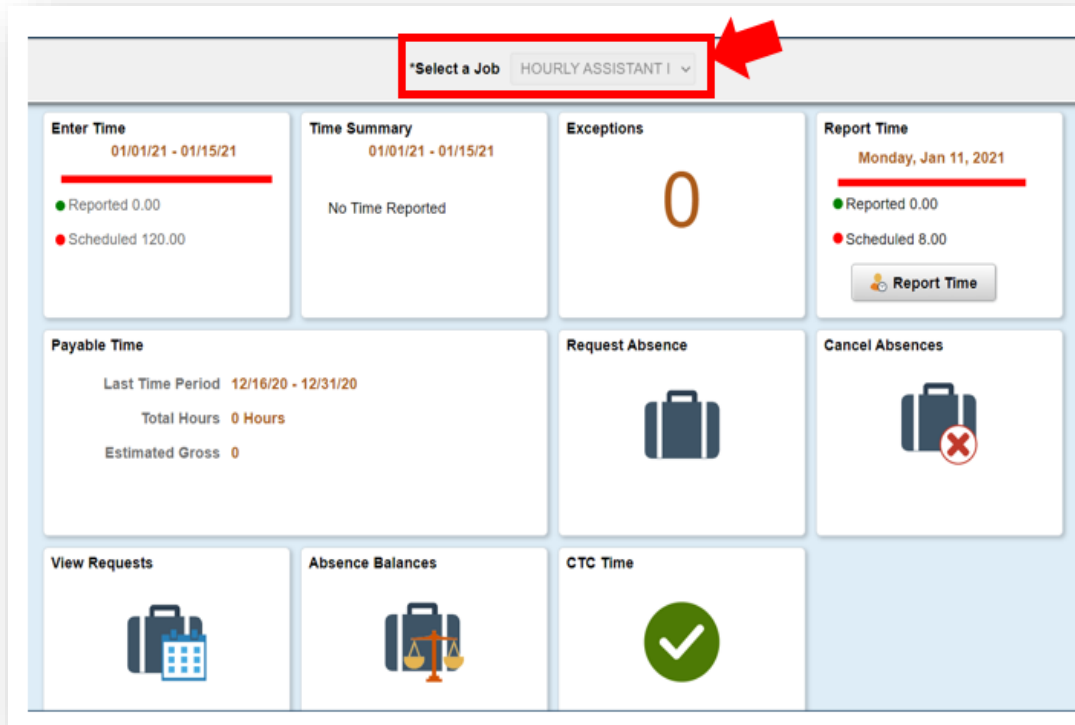 *Select a Job HOURLY ASSISTANT I
Enter Time
01/01/21 - 01/15/21
Reported 0.00
Scheduled 120.00
Time Summary
01/01/21 - 01/15/21
No Time Reported
Exceptions
0
Report Time
Monday, Jan 11, 2021
Reported 0.00
Scheduled 8.00
Report Time
Payable Time
Last Time Period 12/16/20 - 12/31/20
Total Hours 0 Hours
Estimated Gross 0
Request Absence
Cancel Absences
View Requests
Absence Balances
CTC Time